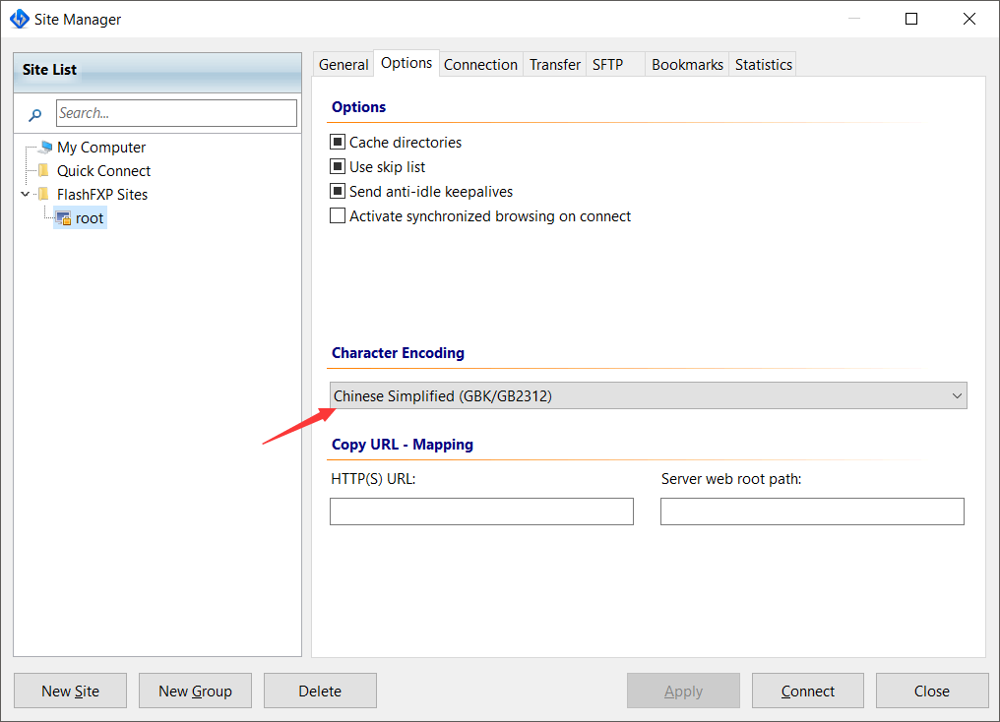 Site Manager
Site List
Search...
My Computer
Quick Connect
FlashFXP Sites
root
General Options Connection Transfer SFTP Bookmarks Statistics
Options
Cache directories
Use skip list
Send anti-idle keepalives
Activate synchronized browsing on connect
Character Encoding
Chinese Simplified (GBK/GB2312)
Copy URL - Mapping
HTTP(S) URL: Server web root path:
New Site New Group Delete Apply Connect Close